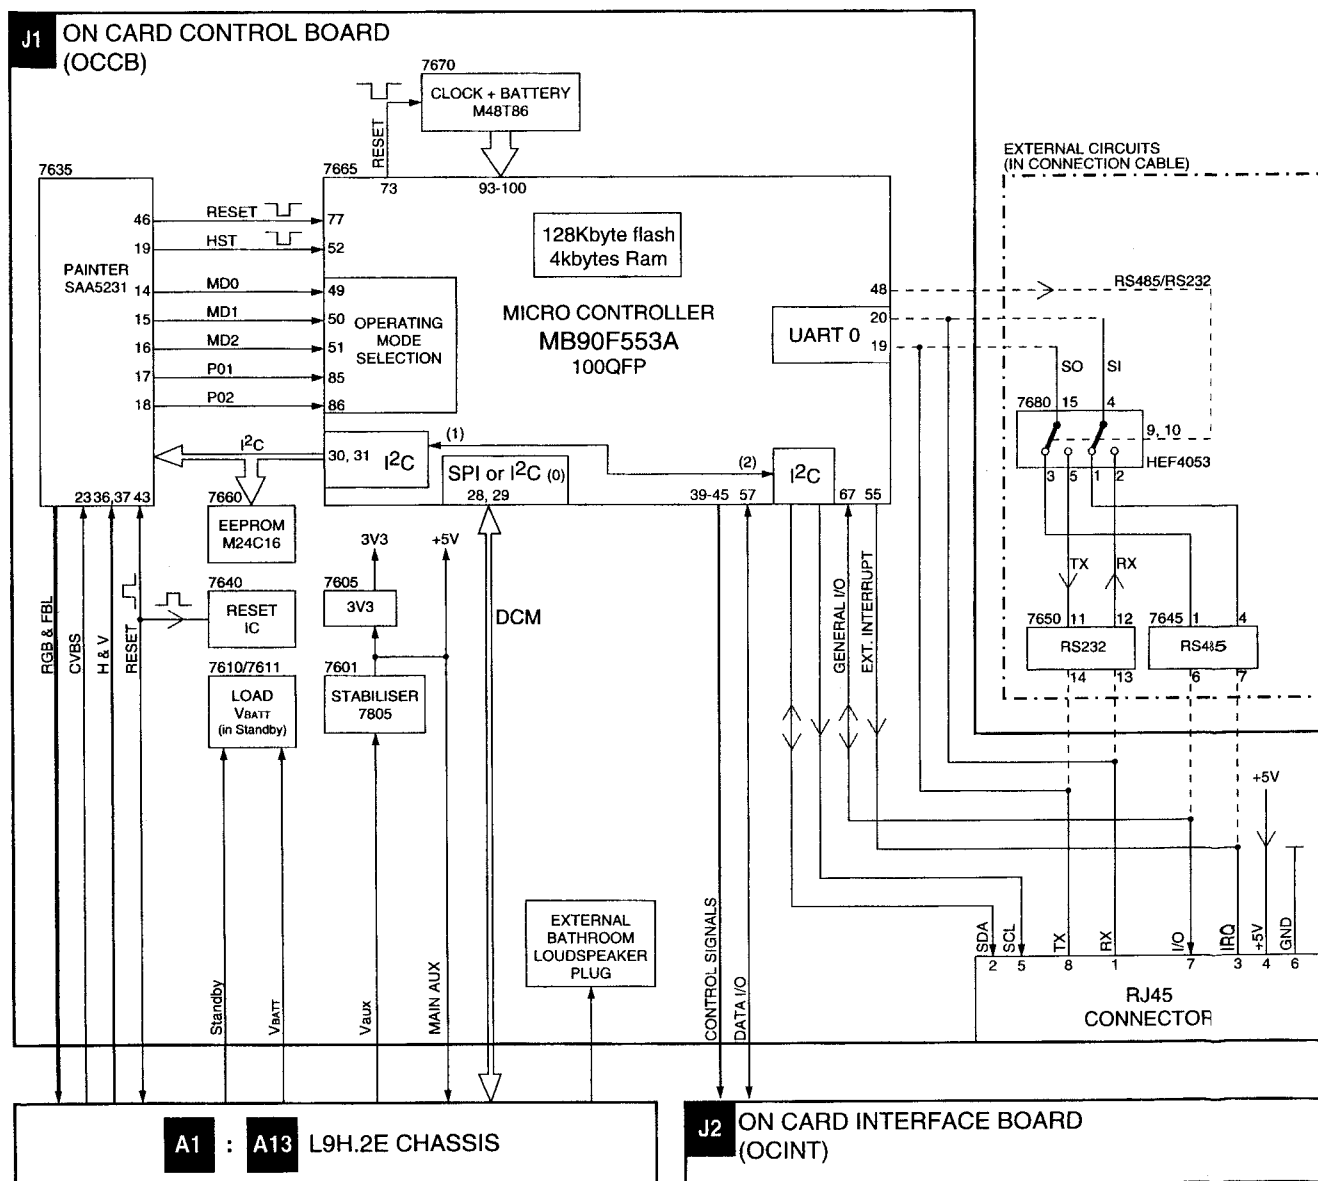 J1 ON CARD CONTROL BOARD
(OCCB)
7670
CLOCK + BATTERY
M48T86
RESET
73
93-100
EXTERNAL CIRCUITS
(IN CONNECTION CABLE)
7635
7665
46 RESET 77
19 HST 52
PAINTER
SAA5231
14 MD0 49
15 MD1 50
16 MD2 51
17 P01 85
18 P02 86
OPERATING
MODE
SELECTION
128Kbyte flash
4kbytes Ram
MICRO CONTROLLER
MB90F553A
100QFP
UART 0
48
20
19
RS485/RS232
SO SI
7680 15 4
9, 10
HEF4053
3 5 1 2
I²C
30, 31 I²C
(1)
(2)
SPI or I²C (0)
28, 29
I²C
39-45 57 67 55
23 36, 37 43
7660
EEPROM
M24C16
7640
RESET
IC
7610/7611
LOAD
VBATT
(in Standby)
3V3 +5V
7605
3V3
7601
STABILISER
7805
DCM
RGB & FBL
CVBS
H & V
RESET
GENERAL I/O
EXT. INTERRUPT
TX RX
7650 11 12
RS232
14 13
7645 1 4
RS485
6 7
+5V
EXTERNAL
BATHROOM
LOUDSPEAKER
PLUG
Standby
VBATT
Vaux
MAIN AUX
CONTROL SIGNALS
DATA I/O
SDA
SCL
TX
RX
I/O
IRQ
+5V
GND
2 5 8 1 7 3 4 6
RJ45
CONNECTOR
A1 : A13 L9H.2E CHASSIS
J2 ON CARD INTERFACE BOARD
(OCINT)